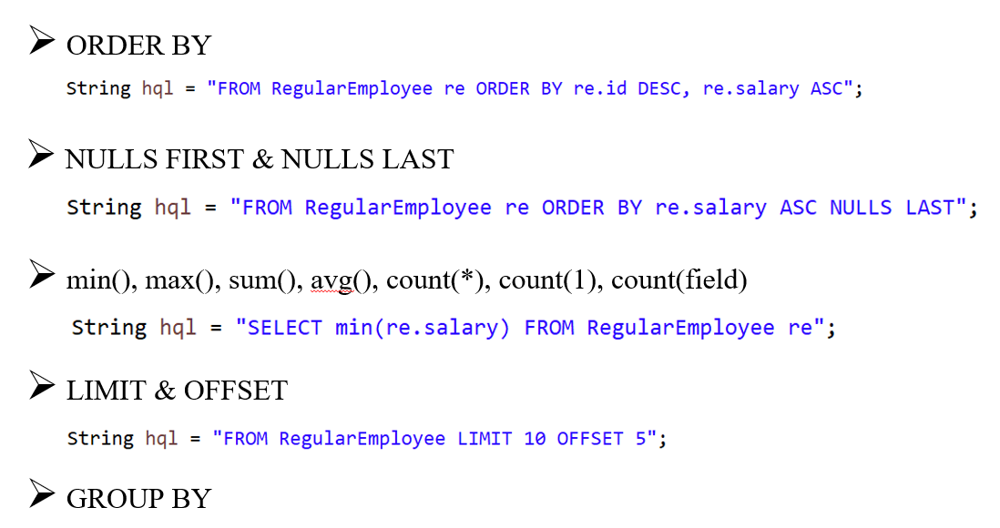 ➢ ORDER BY
String hql = "FROM RegularEmployee re ORDER BY re.id DESC, re.salary ASC";
➢ NULLS FIRST & NULLS LAST
String hql = "FROM RegularEmployee re ORDER BY re.salary ASC NULLS LAST";
➢ min(), max(), sum(), avg(), count(*), count(1), count(field)
String hql = "SELECT min(re.salary) FROM RegularEmployee re";
➢ LIMIT & OFFSET
String hql = "FROM RegularEmployee LIMIT 10 OFFSET 5";
➢ GROUP BY